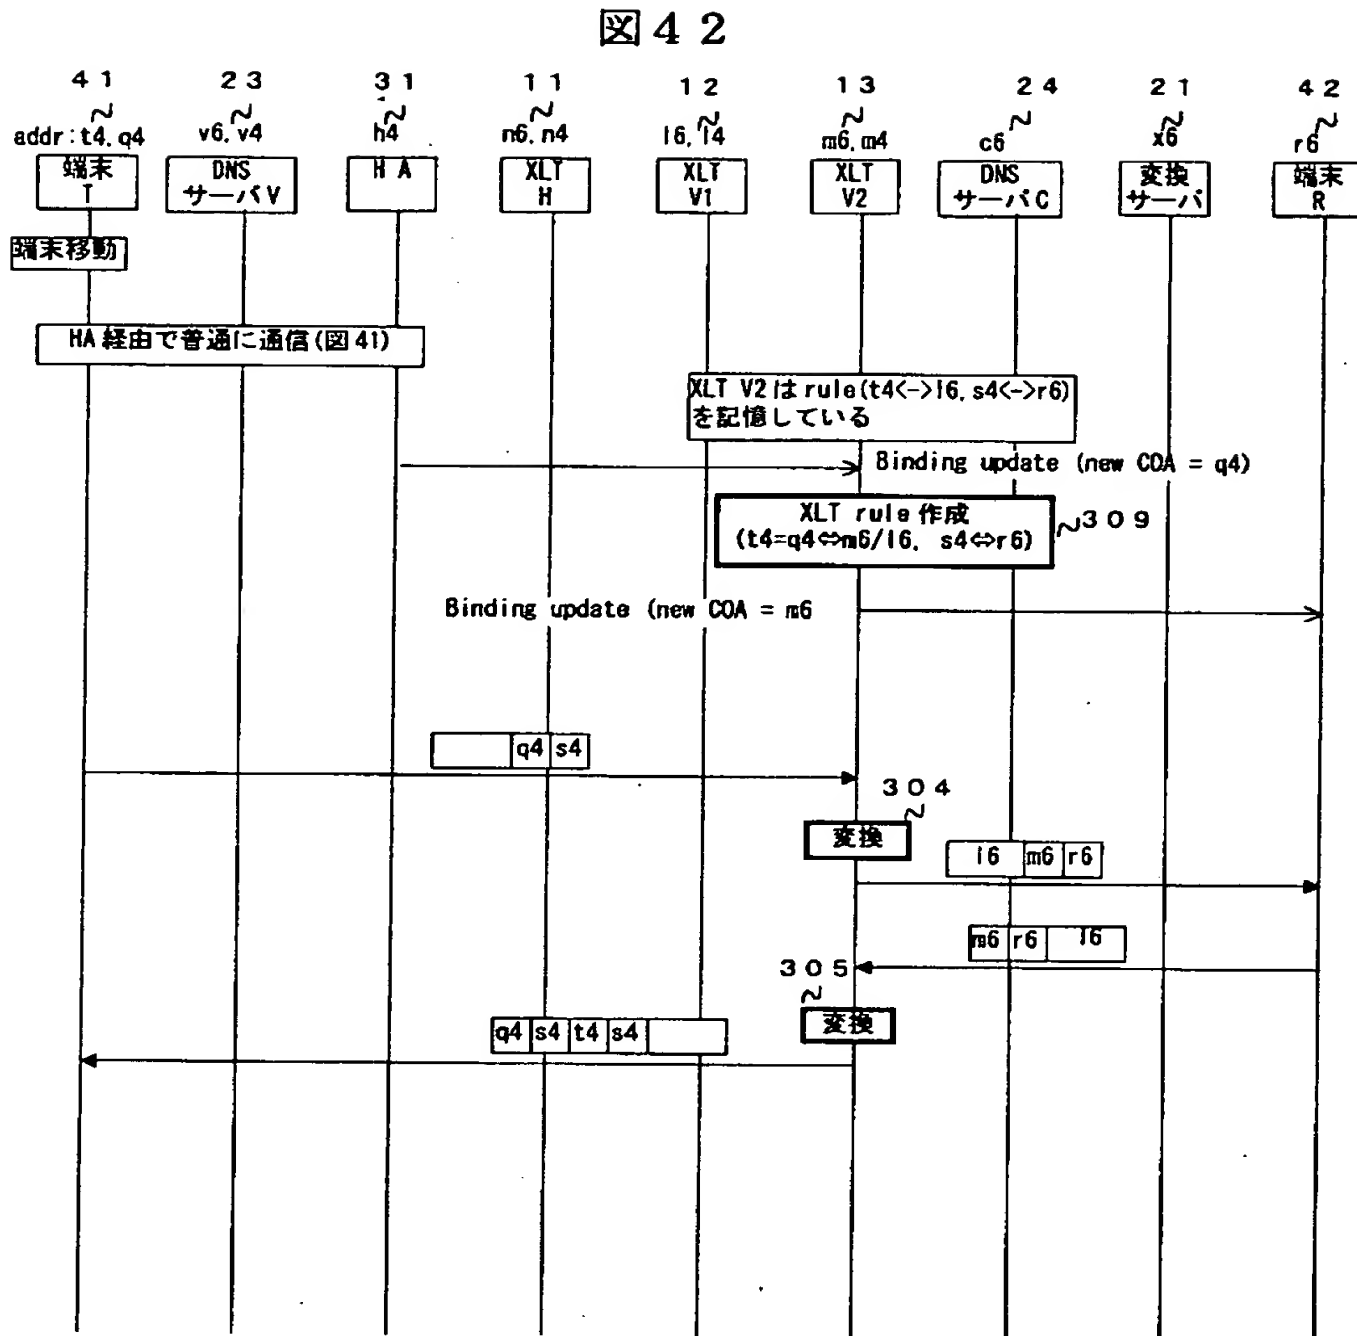 図42
41 23 31 11 12 13 24 21 42
addr:t4,q4 v6,v4 h4 n6,n4 l6,l4 m6,m4 c6 x6 r6
端末 DNS HA XLT XLT XLT DNS 変換 端末
T サーバV H V1 V2 サーバC サーバ R
端末移動
HA経由で普通に通信(図41)
XLT V2はrule(t4<->l6,s4<->r6)
を記憶している
Binding update (new COA = q4)
XLT rule 作成
(t4=q4⇔m6/l6, s4⇔r6)
309
Binding update (new COA = m6
q4 s4
304
変換
l6 m6 r6
m6 r6 l6
305
変換
q4 s4 t4 s4